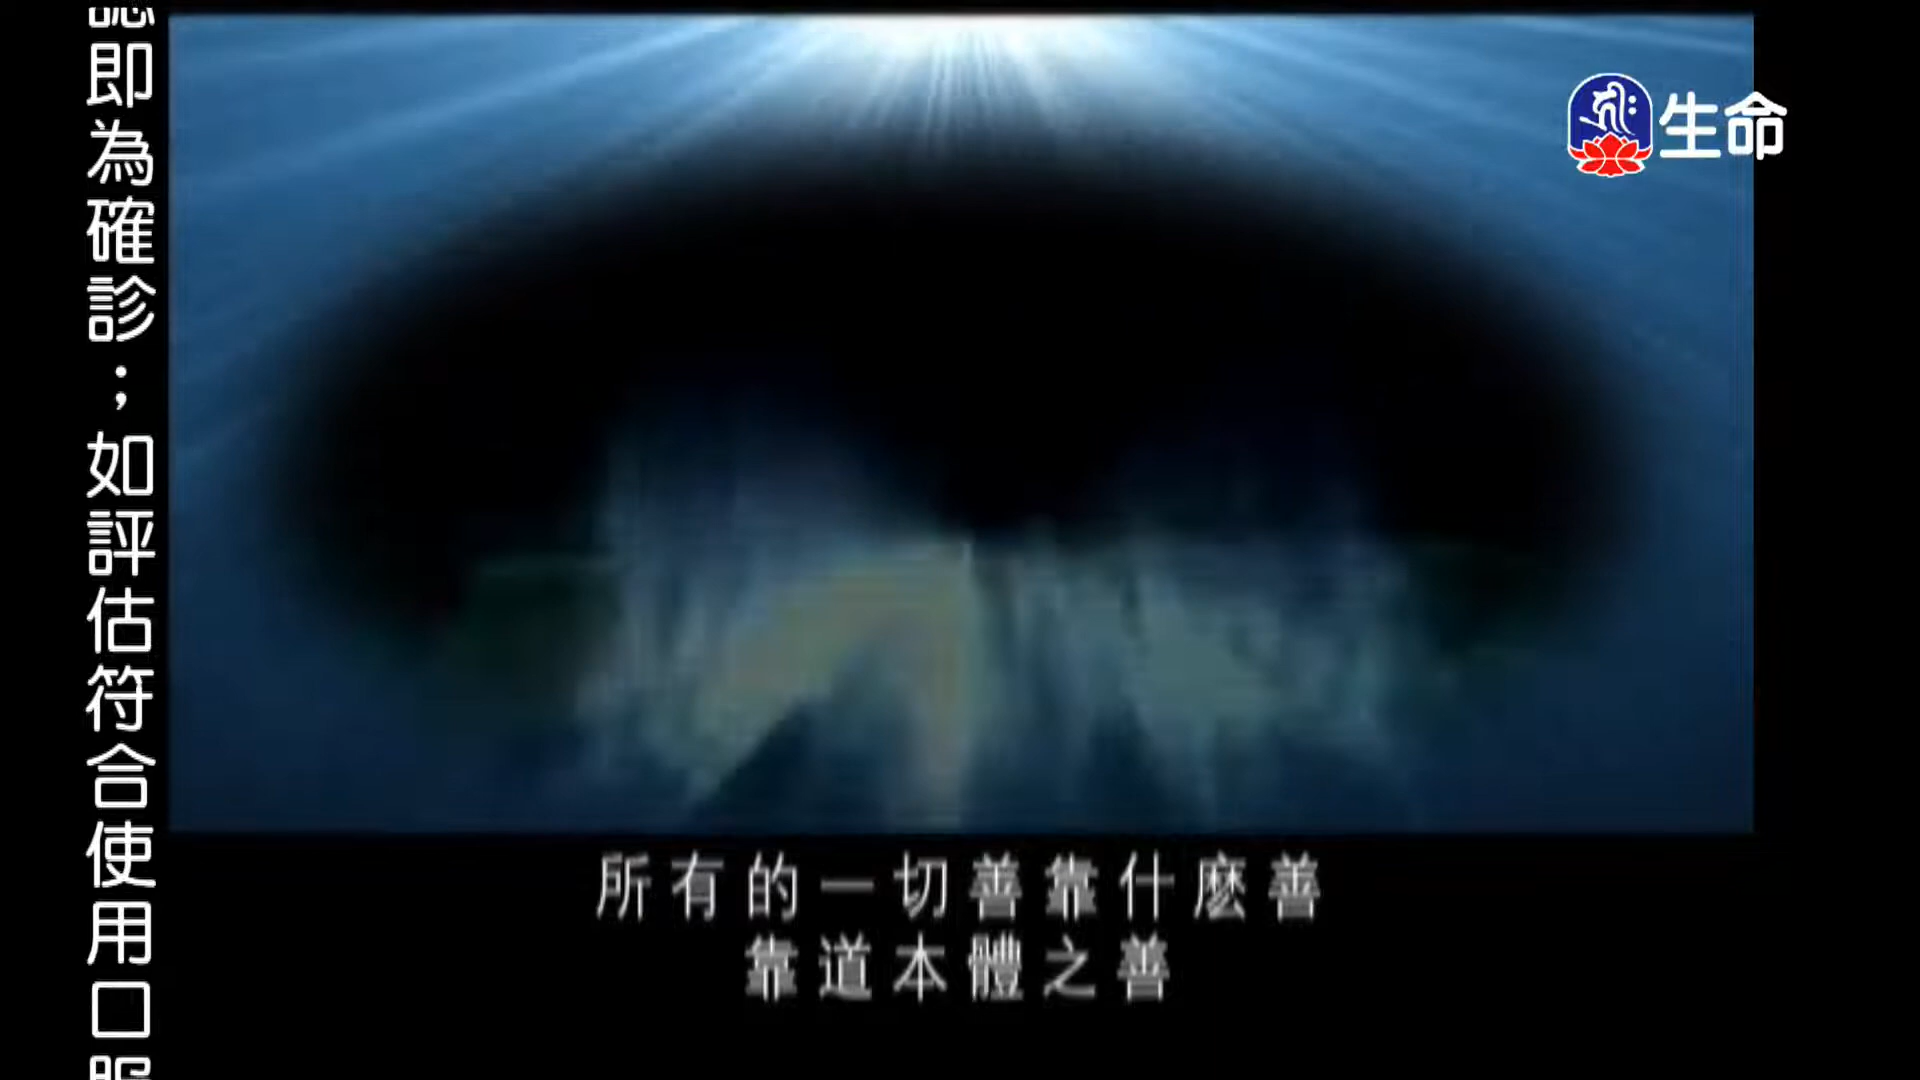 即為確診；如評估符合使用口服
生命
所有的一切善靠什麼善
靠道本體之善